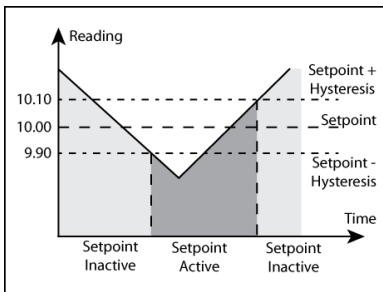 Reading
Setpoint +
Hysteresis
10.10
Setpoint
10.00
9.90
Setpoint -
Hysteresis
Time
Setpoint
Inactive
Setpoint
Active
Setpoint
Inactive